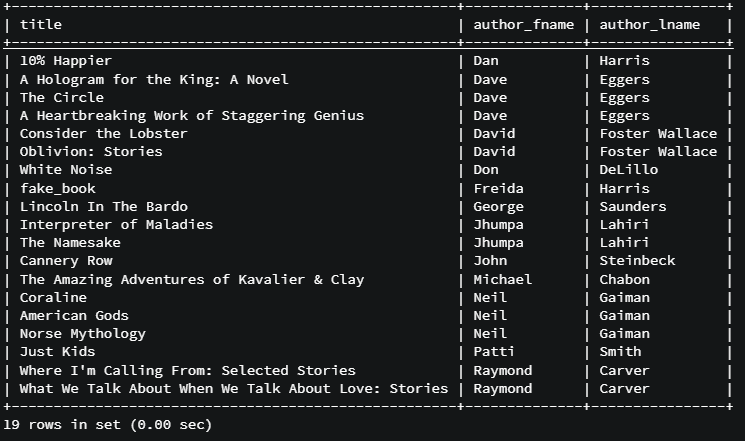 +------------------------------------------------------+---------------+----------------+
| title | author_fname | author_lname |
+------------------------------------------------------+---------------+----------------+
| 10% Happier | Dan | Harris |
| A Hologram for the King: A Novel | Dave | Eggers |
| The Circle | Dave | Eggers |
| A Heartbreaking Work of Staggering Genius | Dave | Eggers |
| Consider the Lobster | David | Foster Wallace |
| Oblivion: Stories | David | Foster Wallace |
| White Noise | Don | DeLillo |
| fake_book | Freida | Harris |
| Lincoln In The Bardo | George | Saunders |
| Interpreter of Maladies | Jhumpa | Lahiri |
| The Namesake | Jhumpa | Lahiri |
| Cannery Row | John | Steinbeck |
| The Amazing Adventures of Kavalier & Clay | Michael | Chabon |
| Coraline | Neil | Gaiman |
| American Gods | Neil | Gaiman |
| Norse Mythology | Neil | Gaiman |
| Just Kids | Patti | Smith |
| Where I'm Calling From: Selected Stories | Raymond | Carver |
| What We Talk About When We Talk About Love: Stories | Raymond | Carver |
+------------------------------------------------------+---------------+----------------+
19 rows in set (0.00 sec)